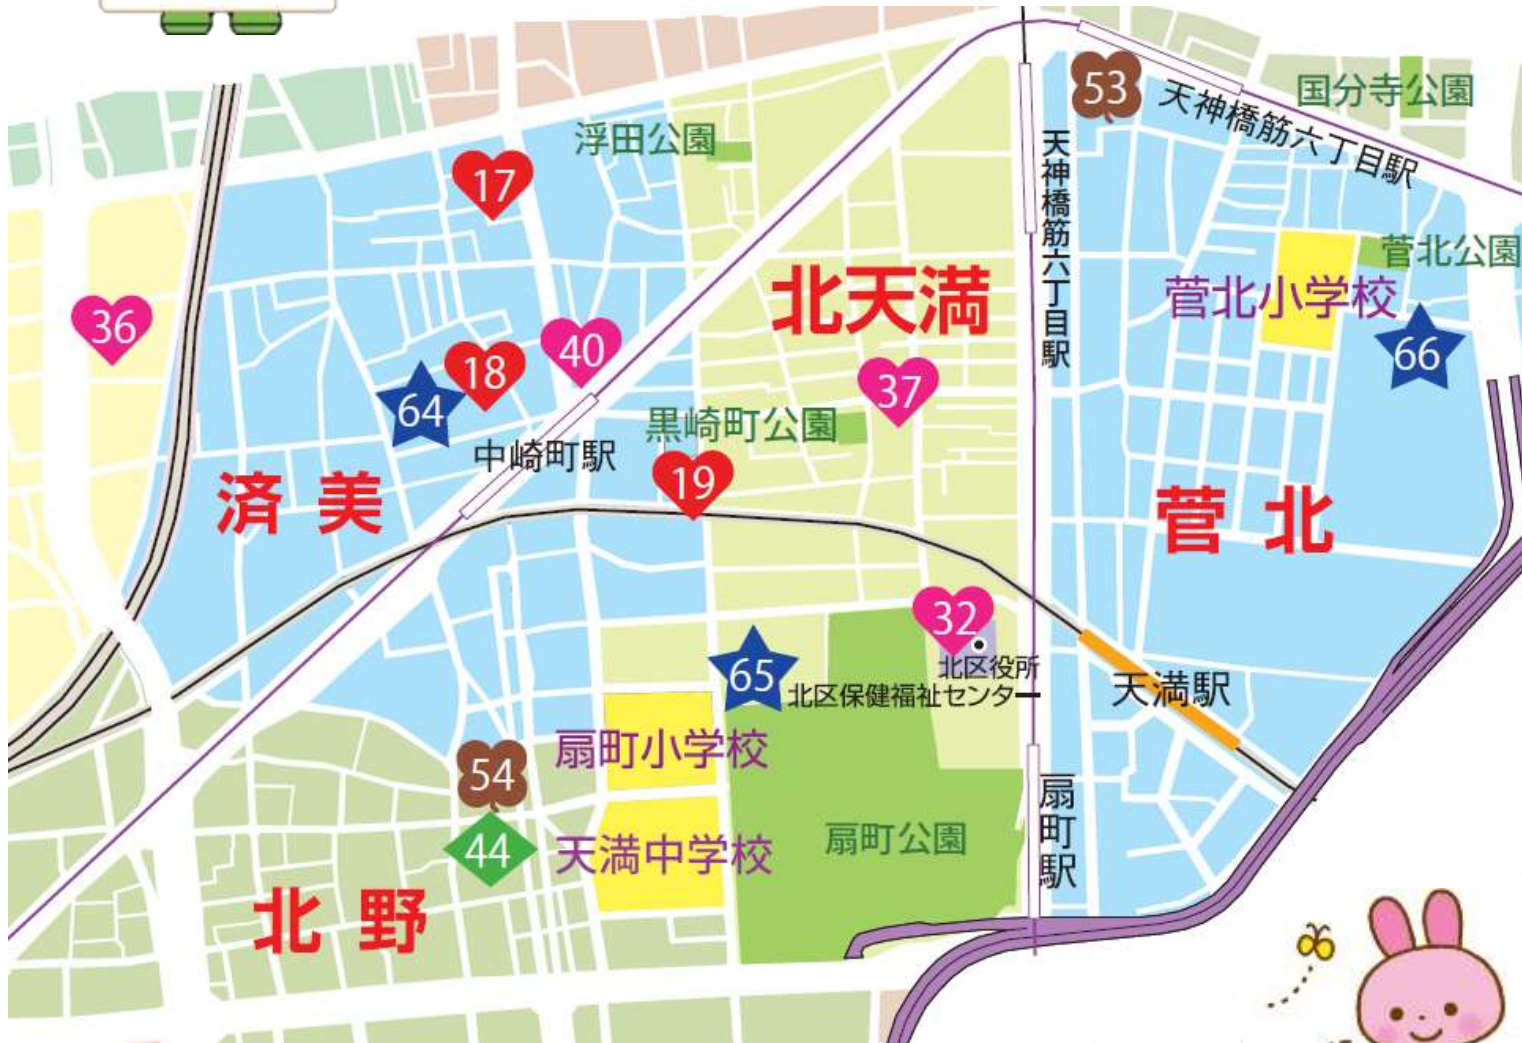 53
国分寺公園
天神橋筋六丁目駅
浮田公園
17
天神橋筋六丁目駅
菅北公園
北天満
菅北小学校
36
40
66
18
37
64
黒崎町公園
中崎町駅
19
済 美
菅 北
32
65
北区役所
北区保健福祉センター
天満駅
扇町小学校
54
扇町駅
扇町公園
44
天満中学校
北 野